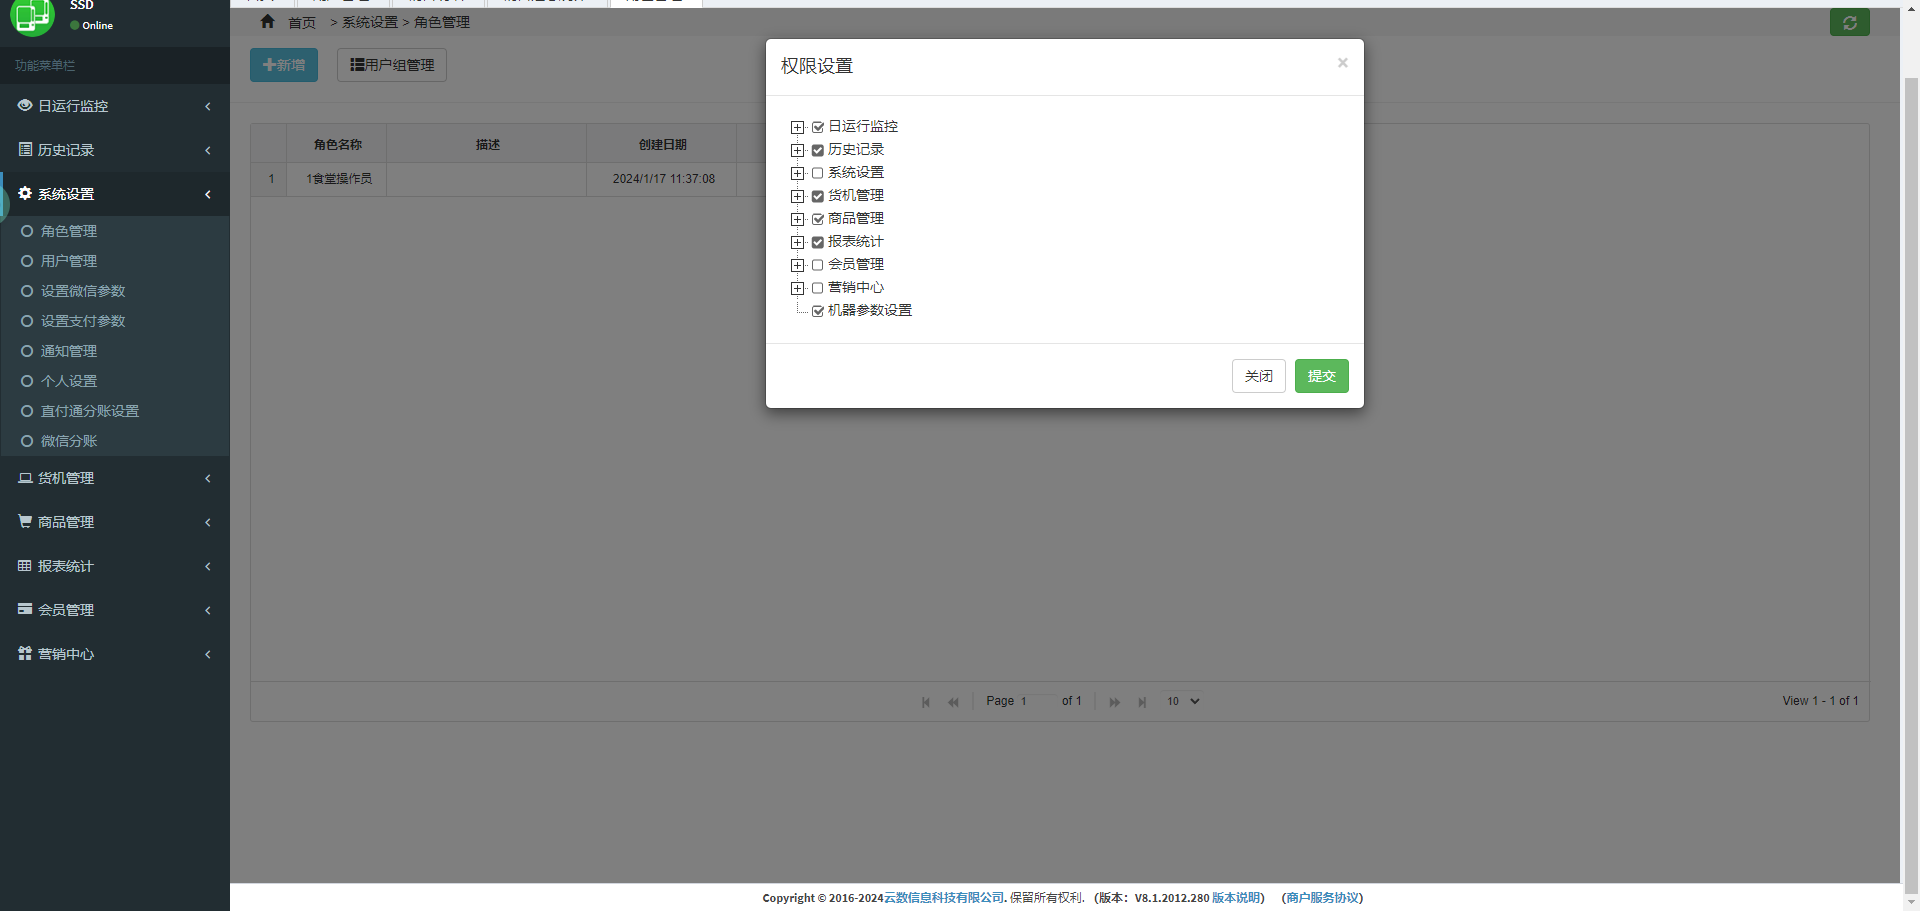 SSD
Online
功能菜单栏
日运行监控
历史记录
系统设置
角色管理
用户管理
设置微信参数
设置支付参数
通知管理
个人设置
直付通分账设置
微信分账
货机管理
商品管理
报表统计
会员管理
营销中心
首页 > 系统设置 > 角色管理
新增
用户组管理
角色名称 描述 创建日期
1 1食堂操作员 2024/1/17 11:37:08
权限设置
×
日运行监控
历史记录
系统设置
货机管理
商品管理
报表统计
会员管理
营销中心
机器参数设置
关闭 提交
Page 1 of 1 10 View 1 - 1 of 1
Copyright © 2016-2024云数信息科技有限公司. 保留所有权利. (版本：V8.1.2012.280 版本说明) (商户服务协议)